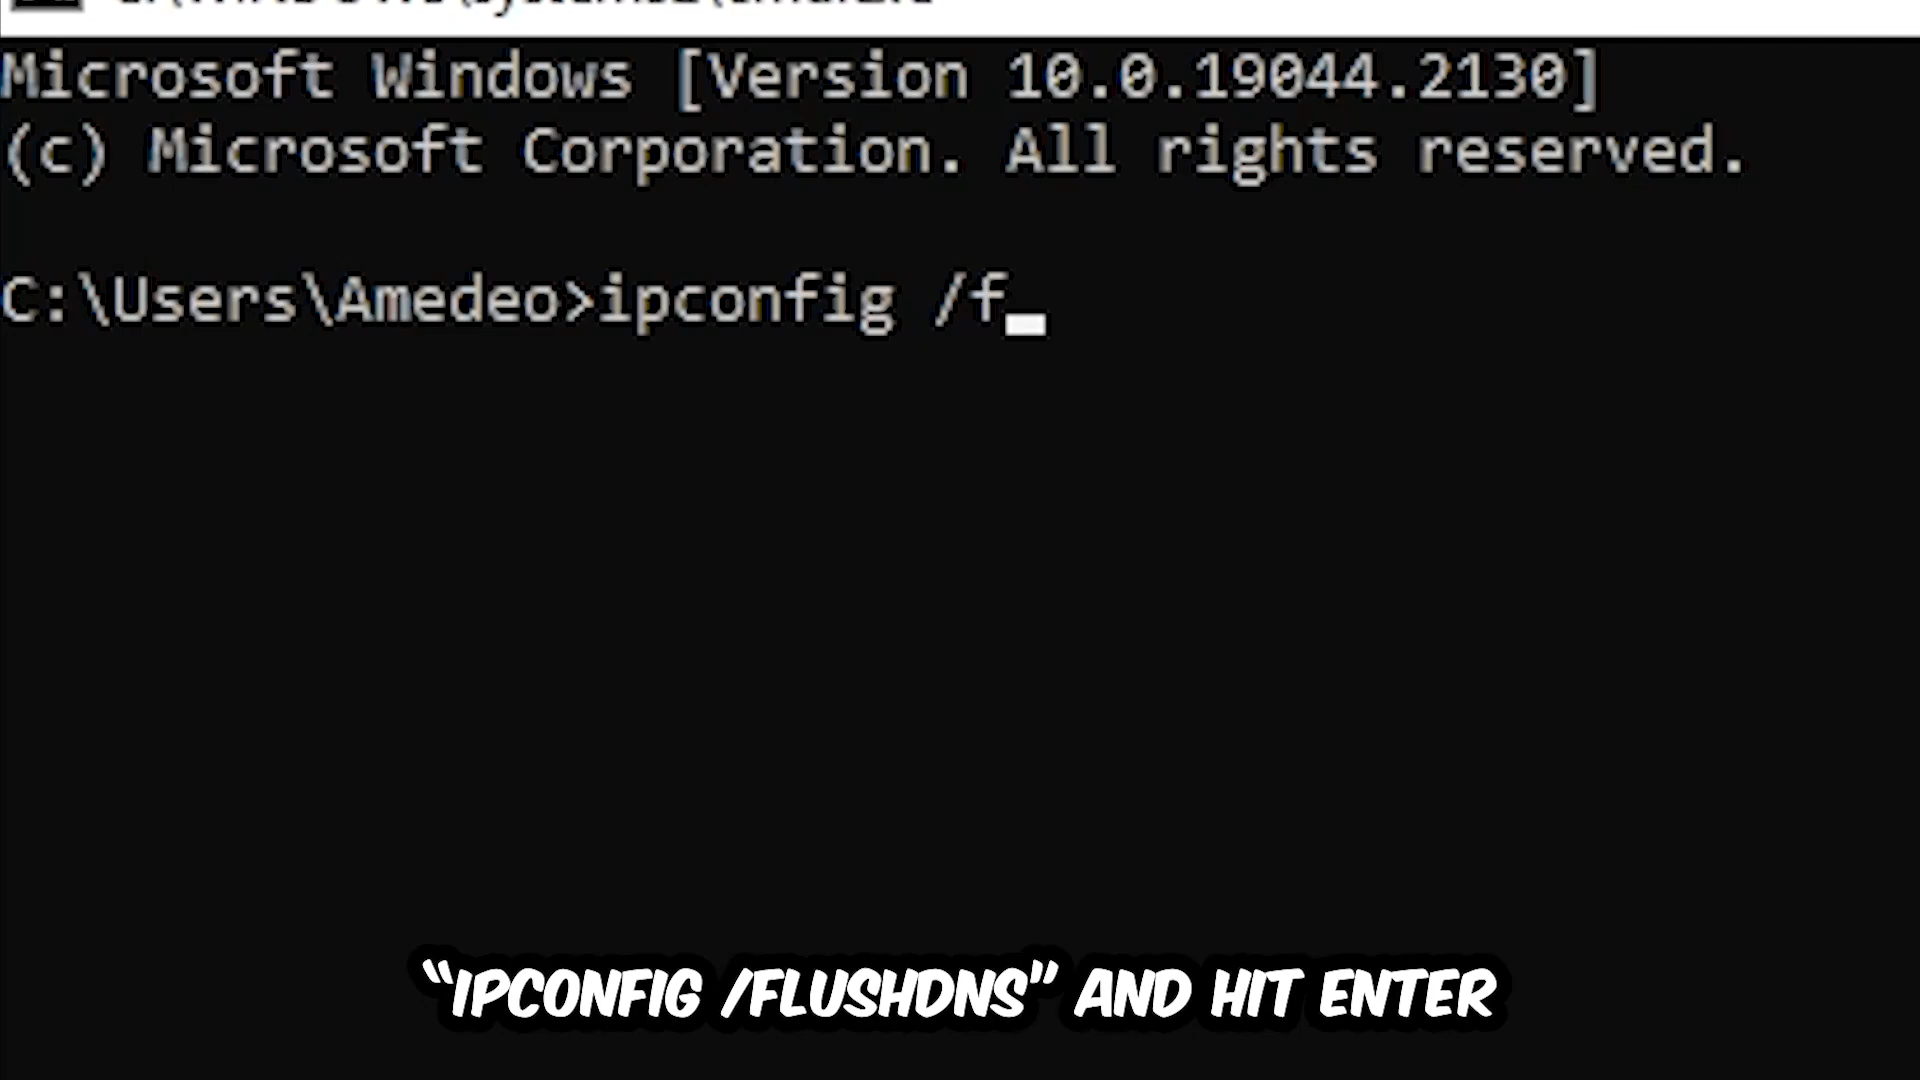 Microsoft Windows [Version 10.0.19044.2130]
(c) Microsoft Corporation. All rights reserved.
C:\Users\Amedeo>ipconfig /f
“IPCONFIG /FLUSHDNS” AND HIT ENTER